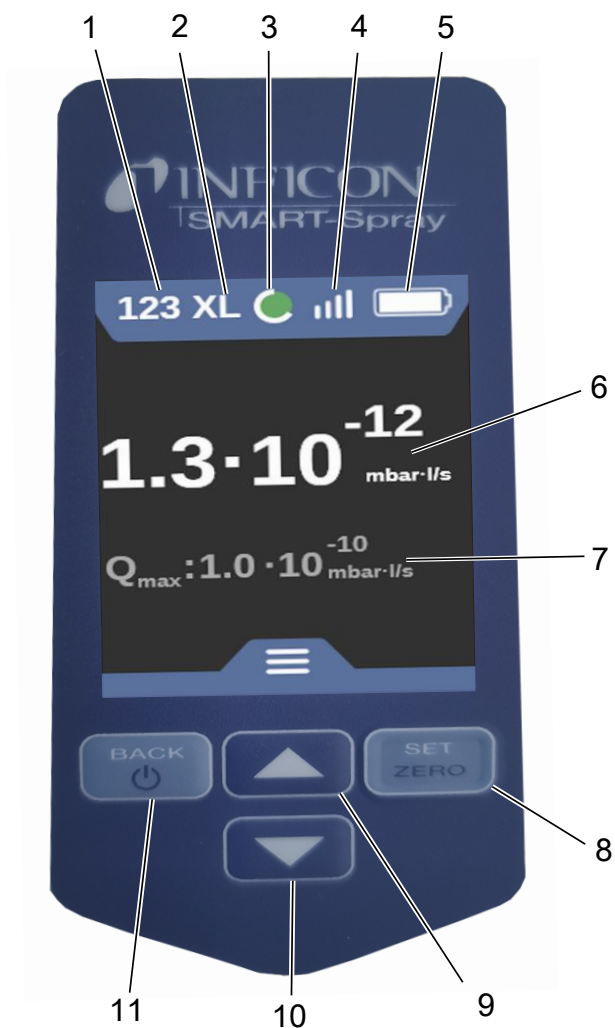 1 2 3 4 5
INFICON
SMART-Spray
123 XL
1.3·10-12
mbar·l/s
6
Qmax:1.0 ·10-10
mbar·l/s
7
BACK
SET
ZERO
8
9
10
11